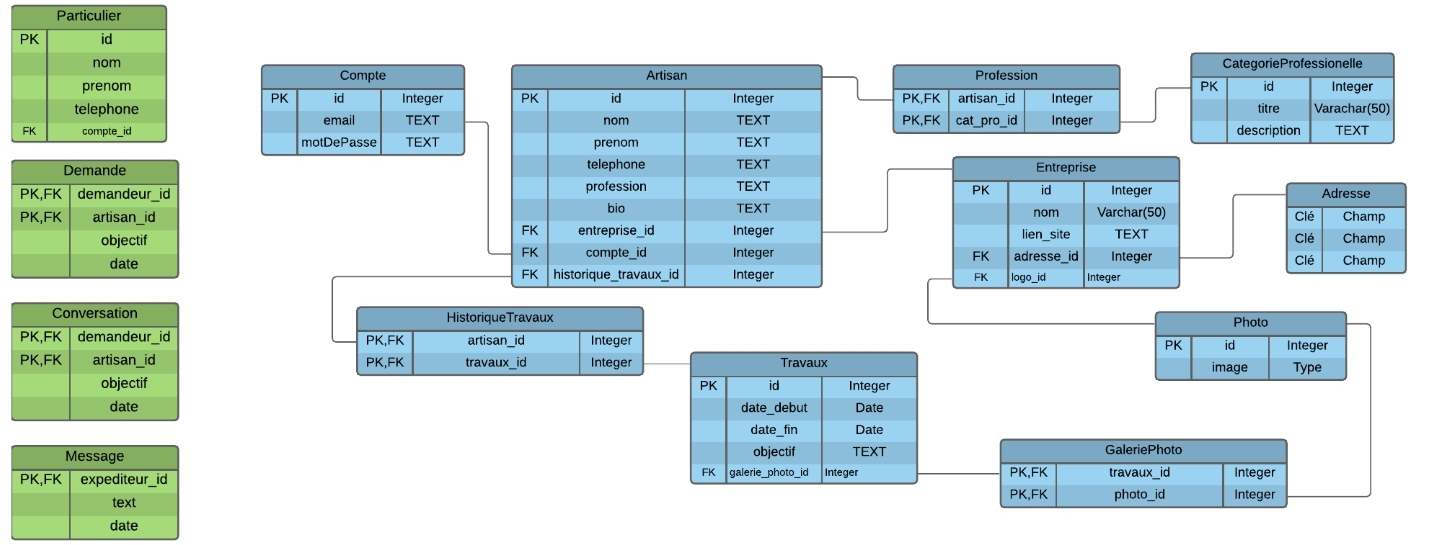 Particulier
PK id
nom
prenom
telephone
FK compte_id
Demande
PK,FK demandeur_id
PK,FK artisan_id
objectif
date
Conversation
PK,FK demandeur_id
PK,FK artisan_id
objectif
date
Message
PK,FK expediteur_id
text
date
Compte
PK id Integer
email TEXT
motDePasse TEXT
Artisan
PK id Integer
nom TEXT
prenom TEXT
telephone TEXT
profession TEXT
bio TEXT
FK entreprise_id Integer
FK compte_id Integer
FK historique_travaux_id Integer
Profession
PK,FK artisan_id Integer
PK,FK cat_pro_id Integer
CategorieProfessionelle
PK id Integer
titre Varachar(50)
description TEXT
Entreprise
PK id Integer
nom Varchar(50)
lien_site TEXT
FK adresse_id Integer
FK logo_id Integer
Adresse
Clé Champ
Clé Champ
Clé Champ
HistoriqueTravaux
PK,FK artisan_id Integer
PK,FK travaux_id Integer
Travaux
PK id Integer
date_debut Date
date_fin Date
objectif TEXT
FK galerie_photo_id Integer
Photo
PK id Integer
image Type
GaleriePhoto
PK,FK travaux_id Integer
PK,FK photo_id Integer